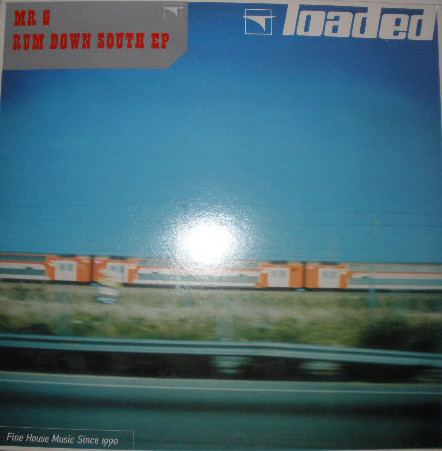 MR G
RUM DOWN SOUTH EP
loaded
Fine House Music Since 1990